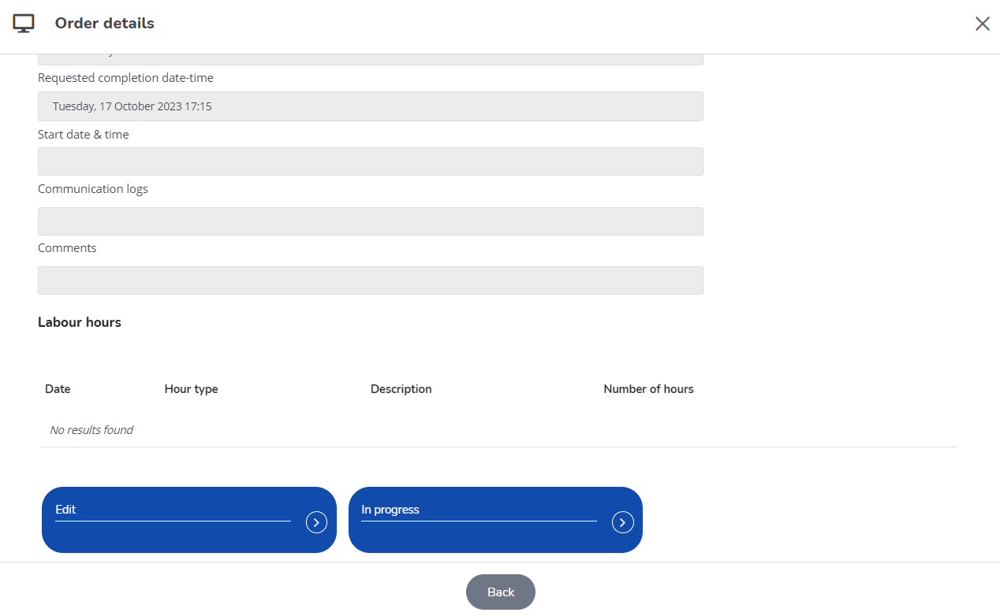 Order details
Requested completion date-time
Tuesday, 17 October 2023 17:15
Start date & time
Communication logs
Comments
Labour hours
Date Hour type Description Number of hours
No results found
Edit In progress
Back